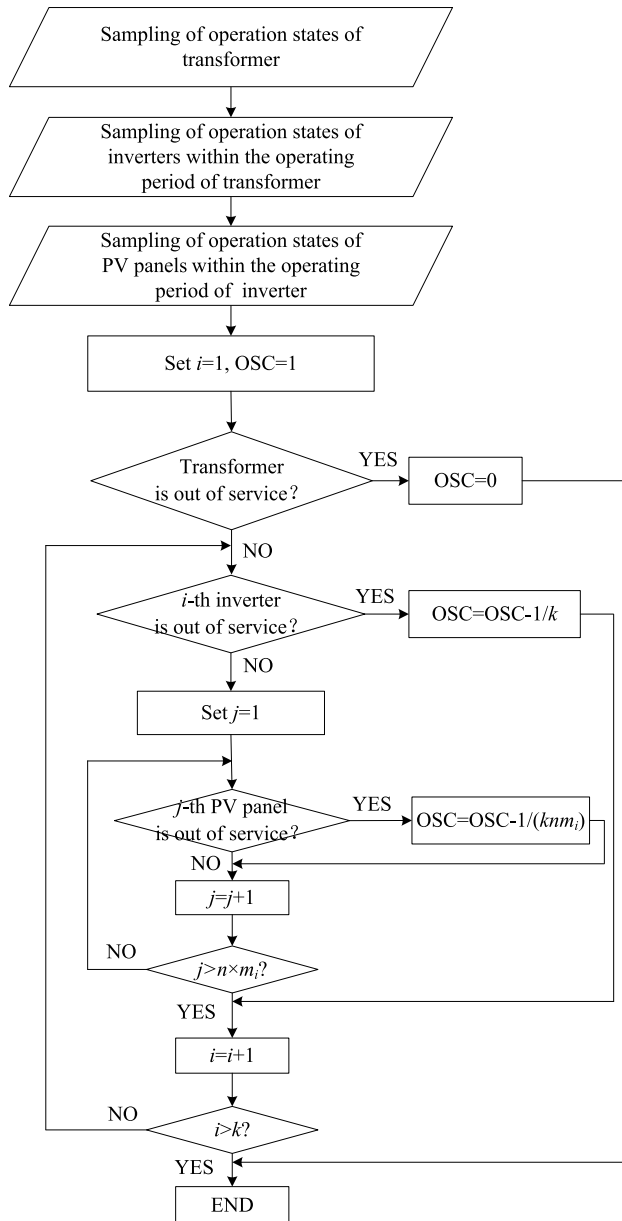 Sampling of operation states of
transformer
Sampling of operation states of
inverters within the operating
period of transformer
Sampling of operation states of
PV panels within the operating
period of  inverter
Set i=1, OSC=1
Transformer
is out of service?
YES
OSC=0
NO
i-th inverter
is out of service?
YES
OSC=OSC-1/k
NO
Set j=1
j-th PV panel
is out of service?
YES
OSC=OSC-1/(knmᵢ)
NO
j=j+1
NO
j>n×mᵢ?
YES
i=i+1
NO
i>k?
YES
END